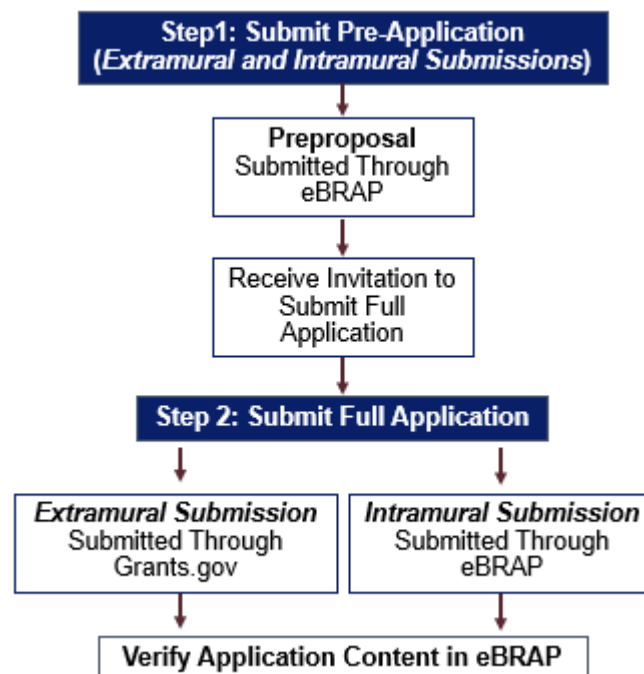 Step1: Submit Pre-Application
(Extramural and Intramural Submissions)
Preproposal
Submitted Through
eBRAP
Receive Invitation to
Submit Full
Application
Step 2: Submit Full Application
Extramural Submission
Submitted Through
Grants.gov
Intramural Submission
Submitted Through
eBRAP
Verify Application Content in eBRAP